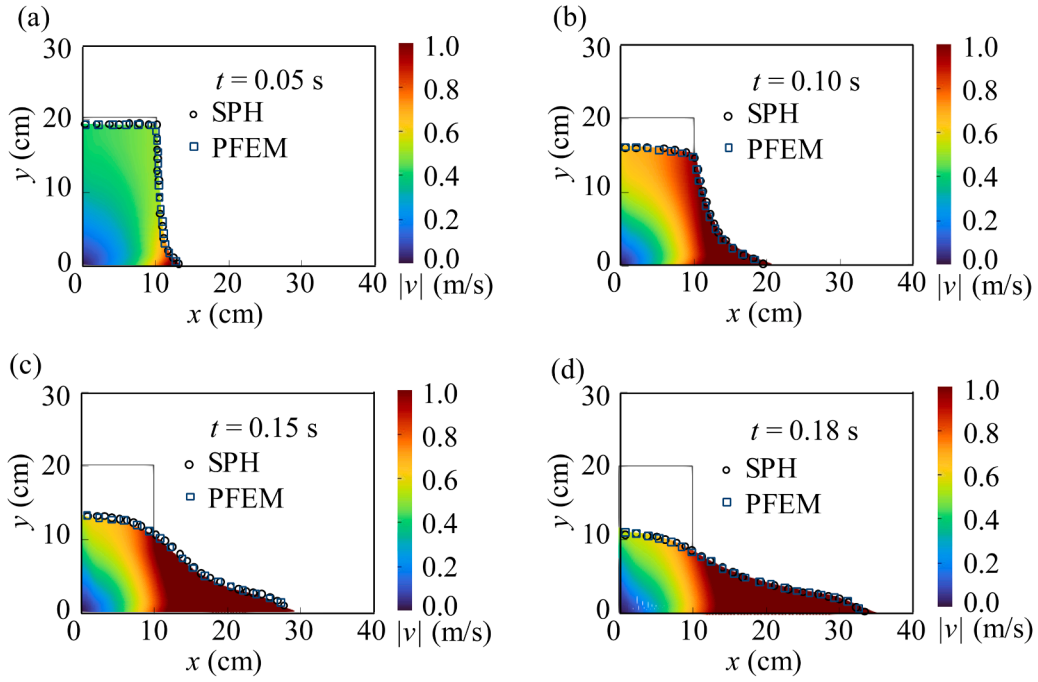 (a)
30
20
10
0
0 10 20 30 40
y (cm)
x (cm)
t = 0.05 s
SPH
PFEM
1.0
0.8
0.6
0.4
0.2
0.0
|v| (m/s)
(b)
30
20
10
0
0 10 20 30 40
y (cm)
x (cm)
t = 0.10 s
SPH
PFEM
1.0
0.8
0.6
0.4
0.2
0.0
|v| (m/s)
(c)
30
20
10
0
0 10 20 30 40
y (cm)
x (cm)
t = 0.15 s
SPH
PFEM
1.0
0.8
0.6
0.4
0.2
0.0
|v| (m/s)
(d)
30
20
10
0
0 10 20 30 40
y (cm)
x (cm)
t = 0.18 s
SPH
PFEM
1.0
0.8
0.6
0.4
0.2
0.0
|v| (m/s)